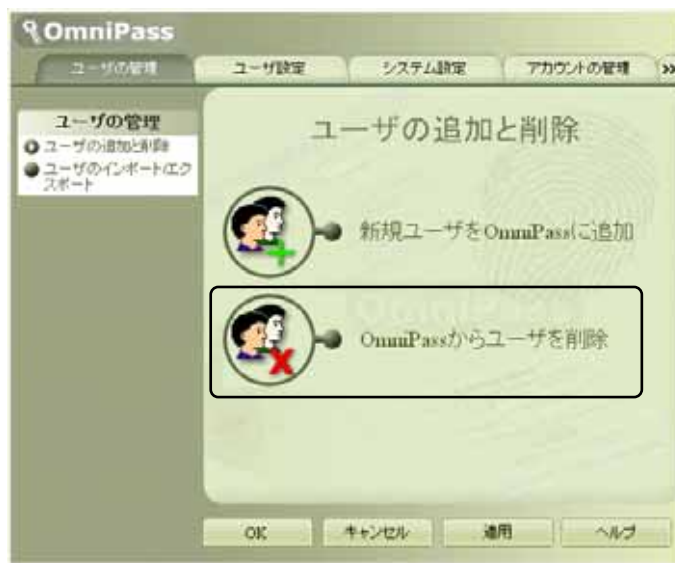 OmniPass
ユーザの管理
ユーザ設定
システム設定
アカウントの管理
»
ユーザの管理
ユーザの追加と削除
ユーザのインポート/エク
スポート
ユーザの追加と削除
新規ユーザをOmniPassに追加
OmniPassからユーザを削除
OK
キャンセル
適用
ヘルプ